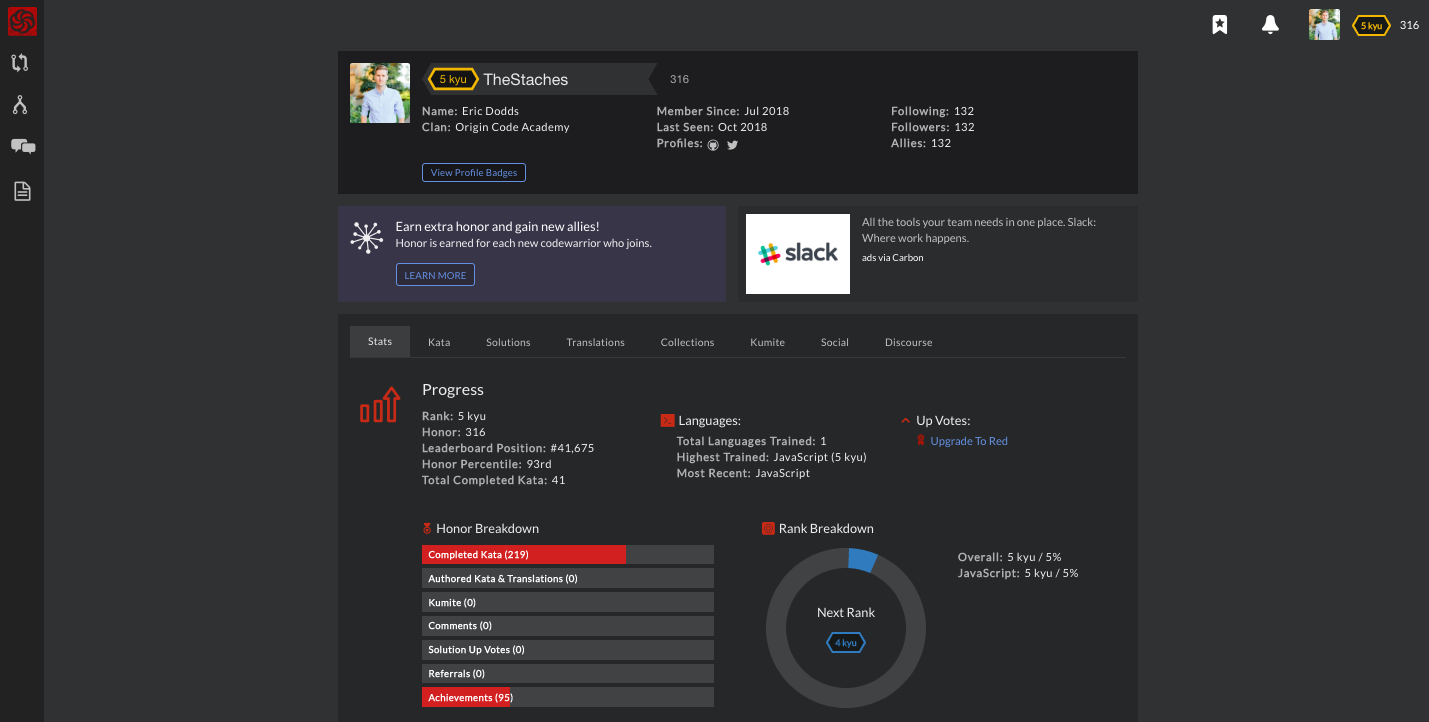 5 kyu 316
5 kyu TheStaches 316
Name: Eric Dodds
Clan: Origin Code Academy
Member Since: Jul 2018
Last Seen: Oct 2018
Profiles:
Following: 132
Followers: 132
Allies: 132
View Profile Badges
Earn extra honor and gain new allies!
Honor is earned for each new codewarrior who joins.
LEARN MORE
slack
All the tools your team needs in one place. Slack:
Where work happens.
ads via Carbon
Stats Kata Solutions Translations Collections Kumite Social Discourse
Progress
Rank: 5 kyu
Honor: 316
Leaderboard Position: #41,675
Honor Percentile: 93rd
Total Completed Kata: 41
Languages:
Total Languages Trained: 1
Highest Trained: JavaScript (5 kyu)
Most Recent: JavaScript
Up Votes:
Upgrade To Red
Honor Breakdown
Completed Kata (219)
Authored Kata & Translations (0)
Kumite (0)
Comments (0)
Solution Up Votes (0)
Referrals (0)
Achievements (95)
Rank Breakdown
Next Rank
4 kyu
Overall: 5 kyu / 5%
JavaScript: 5 kyu / 5%